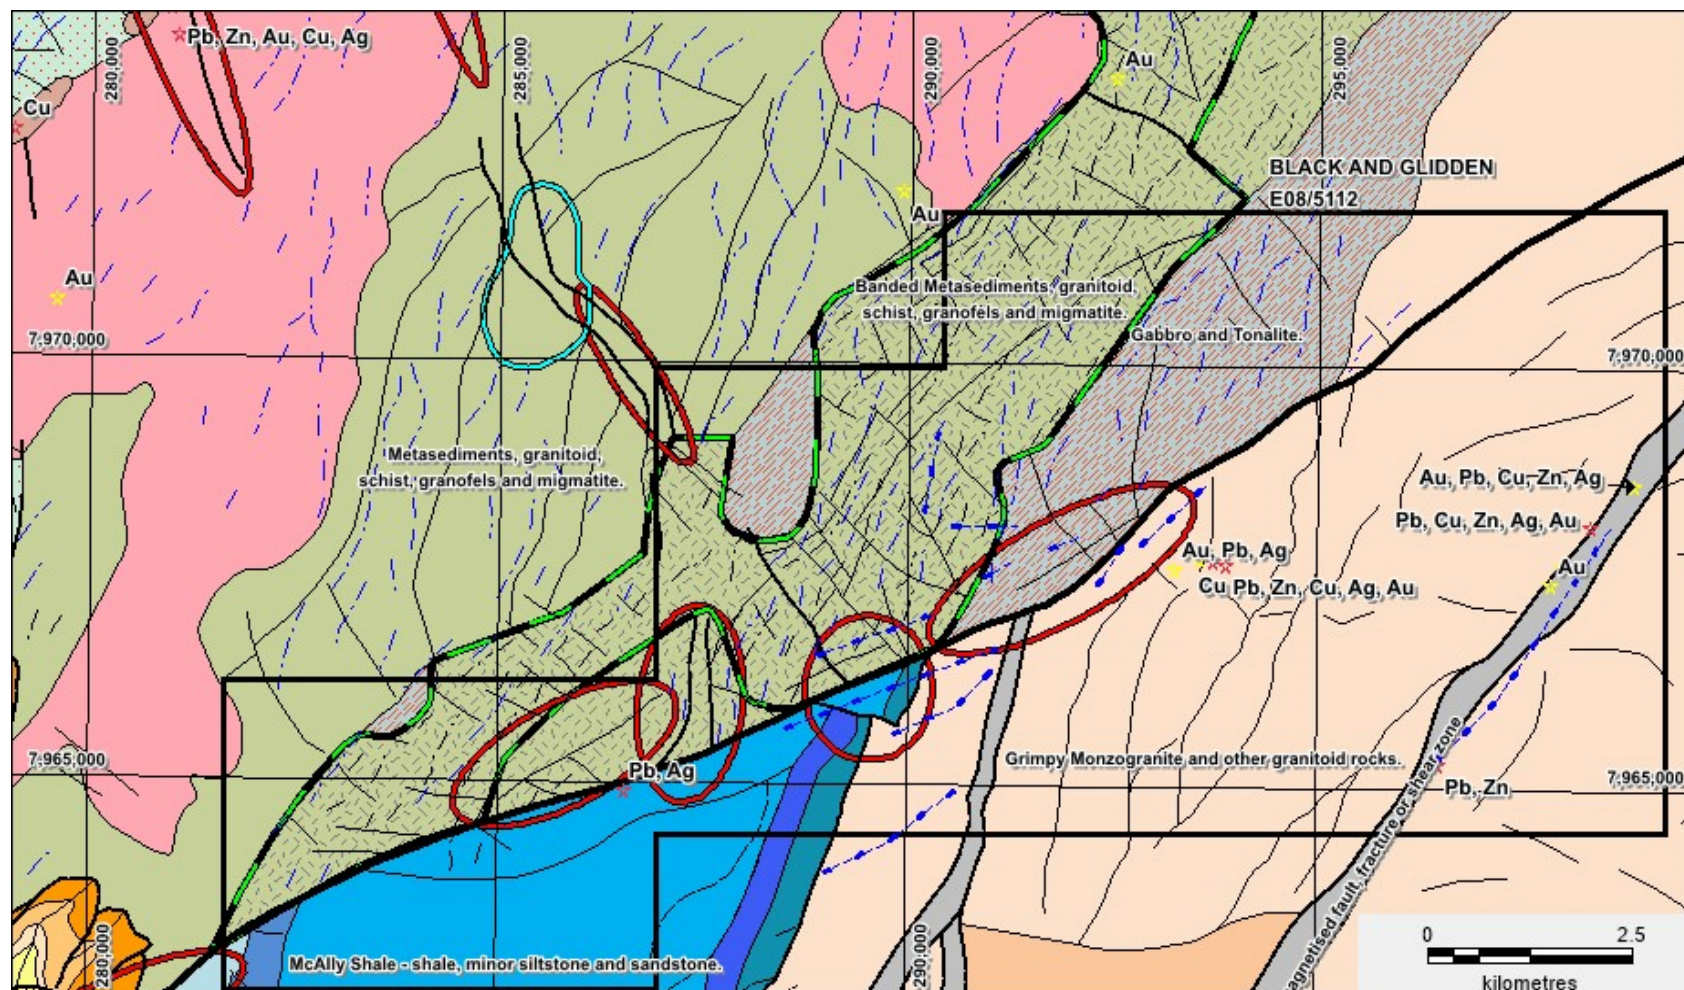 Pb, Zn, Au, Cu, Ag
280,000
285,000
290,000
295,000
Au
Cu
BLACK AND GLIDDEN
E08/5112
Au
Au
Banded Metasediments, granitoid,
schist, granofels and migmatite.
Gabbro and Tonalite.
7,970,000
7,970,000
Metasediments, granitoid,
schist, granofels and migmatite.
Au, Pb, Cu, Zn, Ag
Pb, Cu, Zn, Ag, Au
Au, Pb, Ag
Au
Cu
Pb, Zn, Cu, Ag, Au
7,965,000
Pb, Ag
Grimpy Monzogranite and other granitoid rocks.
7,965,000
Pb, Zn
agnetised fault, fracture or shear zone
280,000
290,000
McAlly Shale - shale, minor siltstone and sandstone.
0
2.5
kilometres